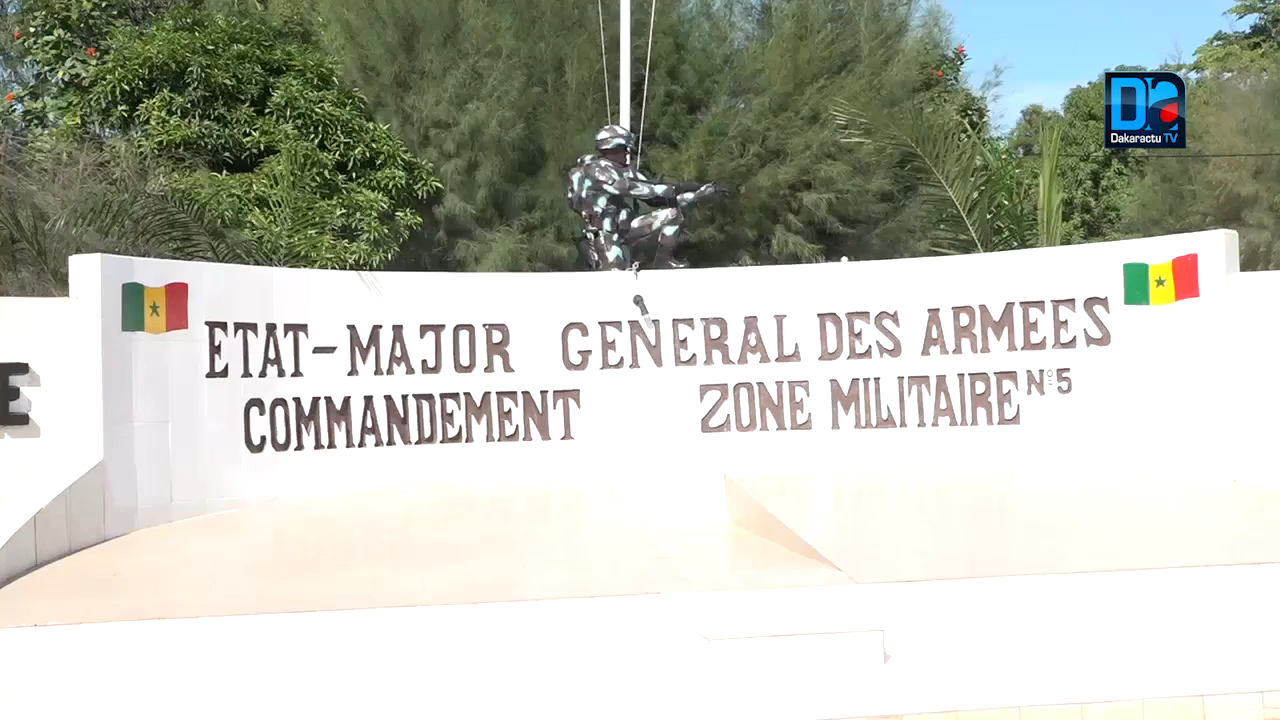 Dakaractu TV
ETAT-MAJOR GENERAL DES ARMEES
COMMANDEMENT ZONE MILITAIRE N°5
E